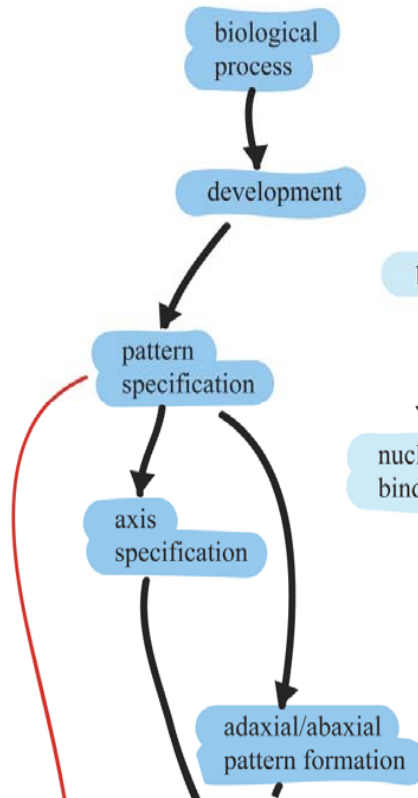 biological
process
development
pattern
specification
axis
specification
adaxial/abaxial
pattern formation